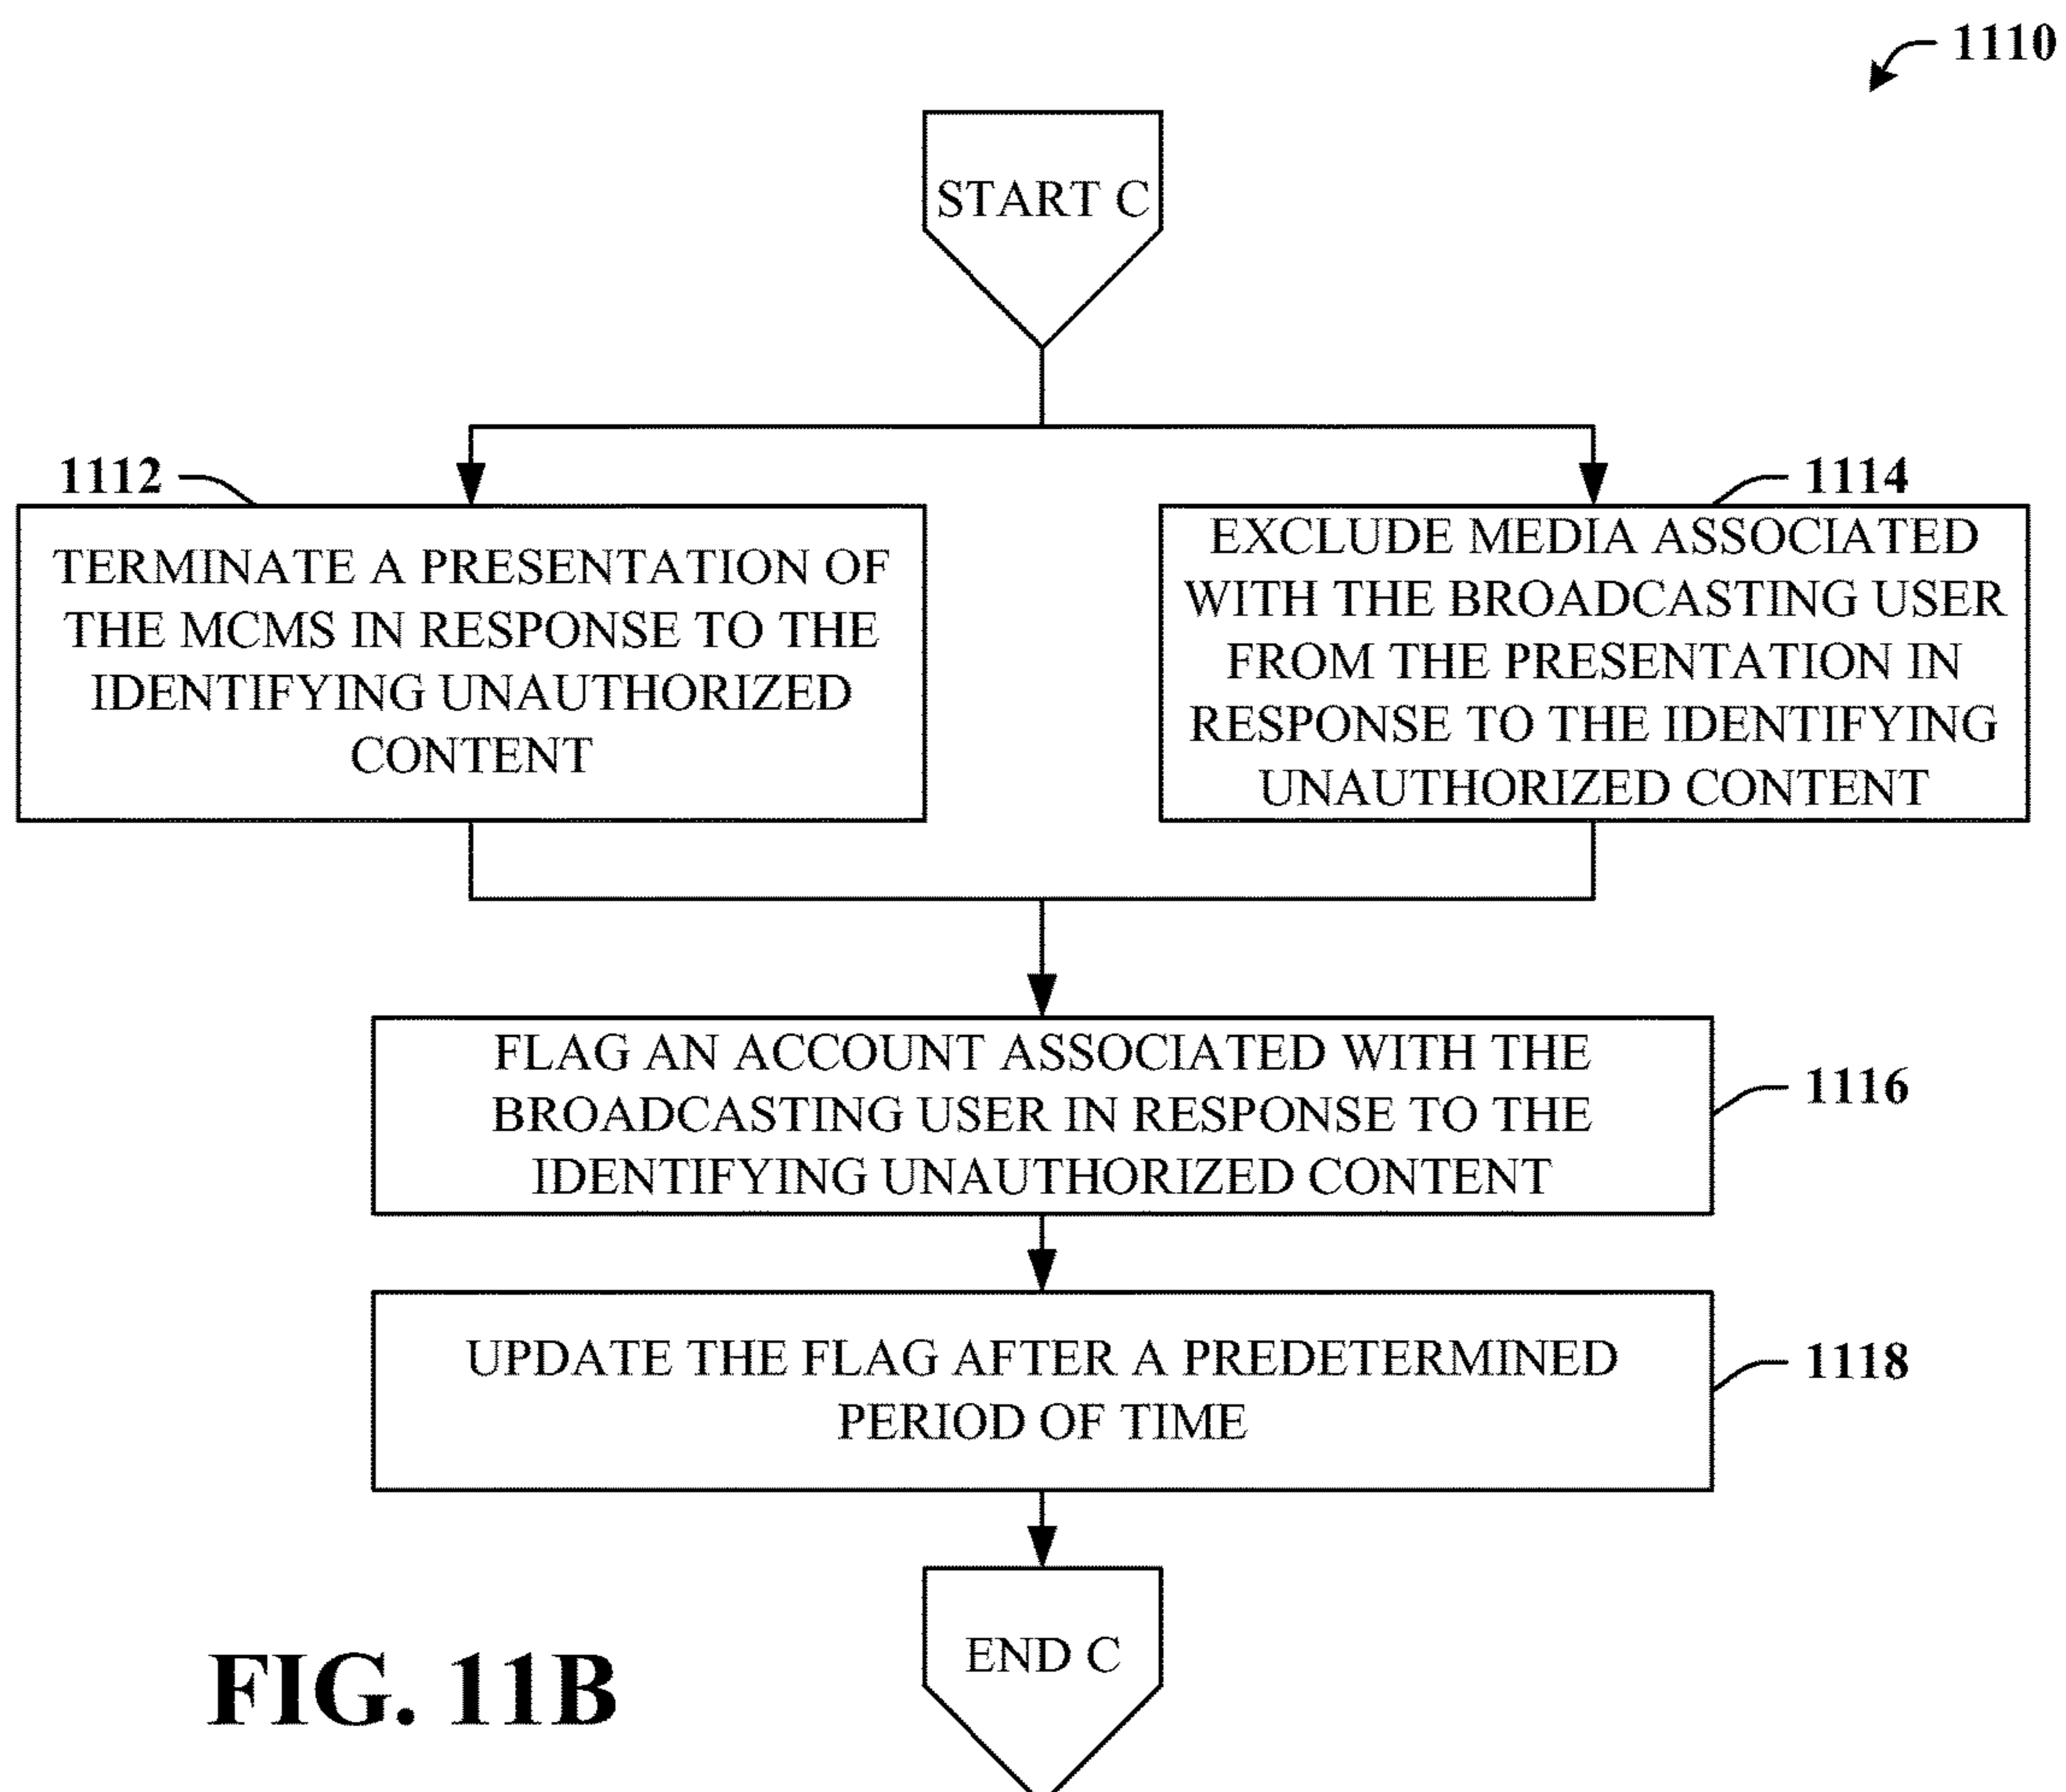 1110
START C
1112
TERMINATE A PRESENTATION OF
THE MCMS IN RESPONSE TO THE
IDENTIFYING UNAUTHORIZED
CONTENT
1114
EXCLUDE MEDIA ASSOCIATED
WITH THE BROADCASTING USER
FROM THE PRESENTATION IN
RESPONSE TO THE IDENTIFYING
UNAUTHORIZED CONTENT
FLAG AN ACCOUNT ASSOCIATED WITH THE
BROADCASTING USER IN RESPONSE TO THE
IDENTIFYING UNAUTHORIZED CONTENT
1116
UPDATE THE FLAG AFTER A PREDETERMINED
PERIOD OF TIME
1118
END C
FIG. 11B